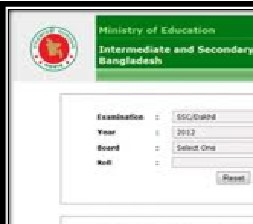 Ministry of Education
Intermediate and Secondary
Bangladesh
Examination : SSC/Dakhil
Year : 2012
Board : Select One
Roll :
Reset